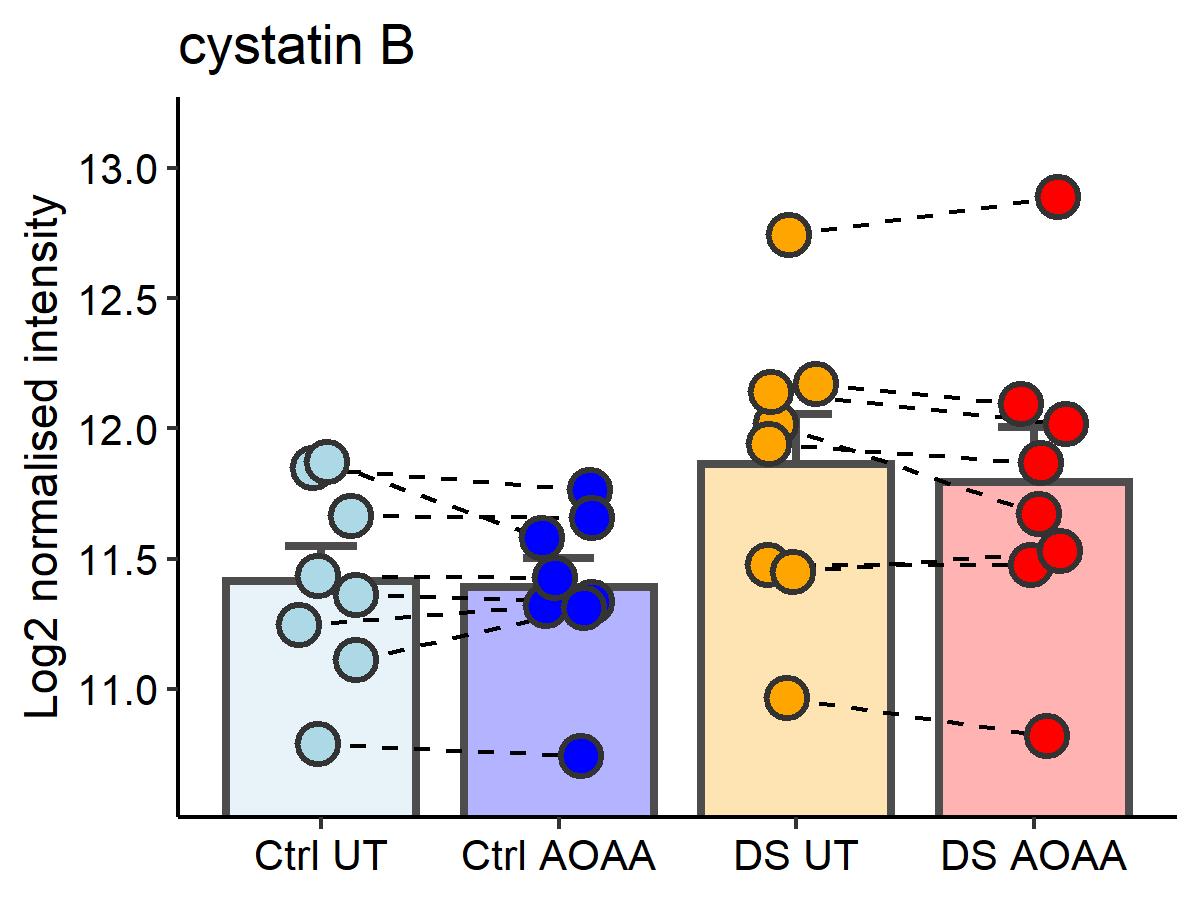 cystatin B
Log2 normalised intensity
13.0
12.5
12.0
11.5
11.0
Ctrl UT
Ctrl AOAA
DS UT
DS AOAA